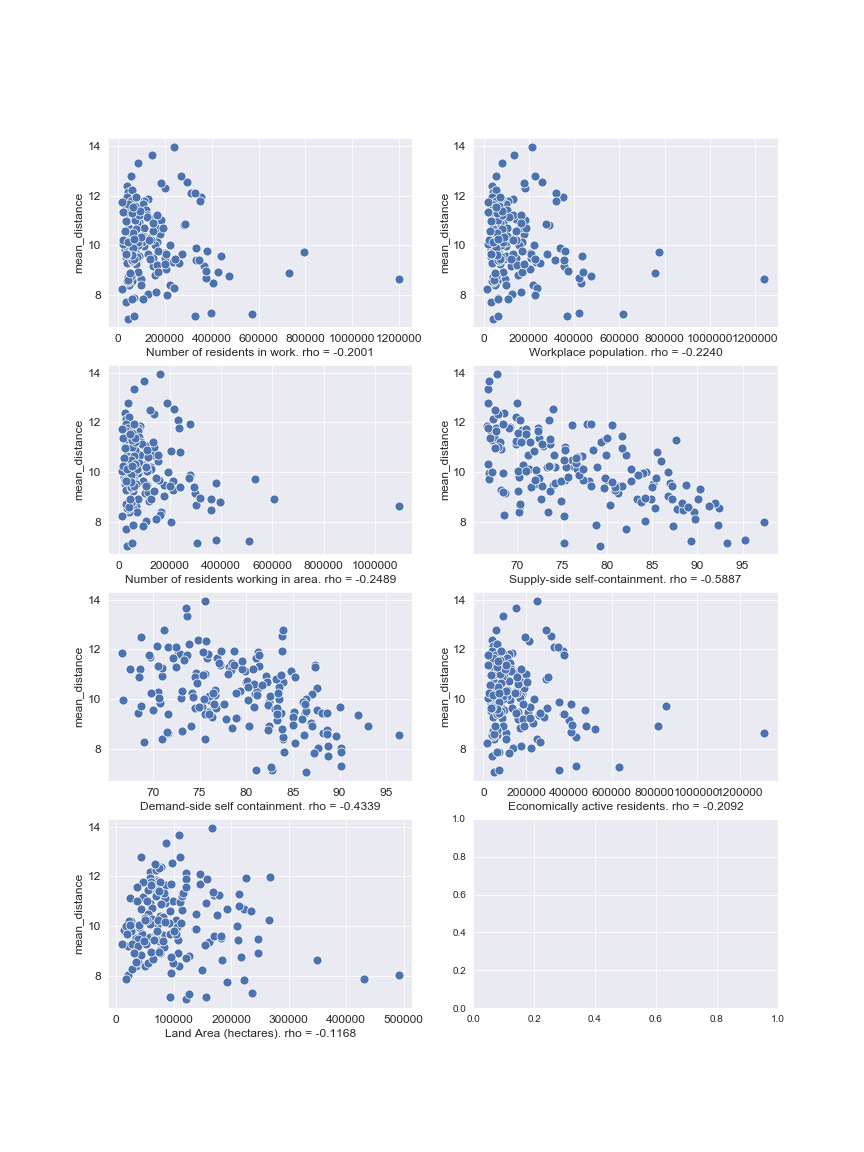 14
12
10
8
mean_distance
0 200000 400000 600000 800000 10000001200000
Number of residents in work. rho = -0.2001
14
12
10
8
mean_distance
0 200000 400000 600000 800000 10000001200000
Workplace population. rho = -0.2240
14
12
10
8
mean_distance
0 200000 400000 600000 800000 1000000
Number of residents working in area. rho = -0.2489
14
12
10
8
mean_distance
70 75 80 85 90 95
Supply-side self-containment. rho = -0.5887
14
12
10
8
mean_distance
70 75 80 85 90 95
Demand-side self containment. rho = -0.4339
14
12
10
8
mean_distance
0 200000 400000 600000 800000 10000001200000
Economically active residents. rho = -0.2092
14
12
10
8
mean_distance
0 100000 200000 300000 400000 500000
Land Area (hectares). rho = -0.1168
1.0
0.8
0.6
0.4
0.2
0.0
0.0 0.2 0.4 0.6 0.8 1.0